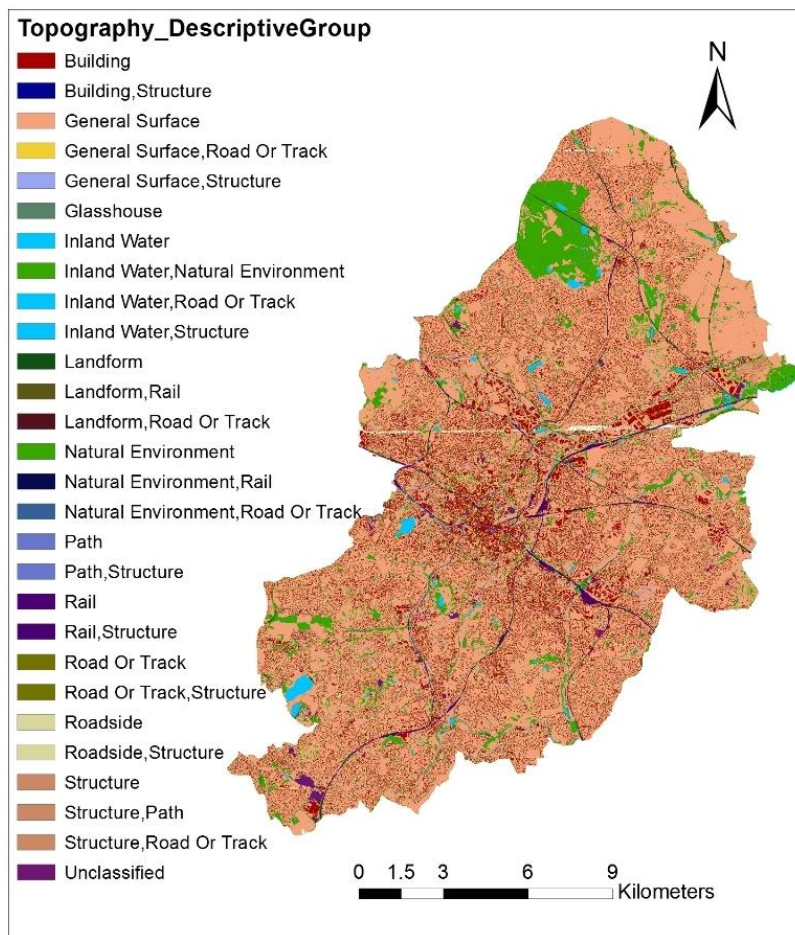 Topography_DescriptiveGroup
Building
Building,Structure
General Surface
General Surface,Road Or Track
General Surface,Structure
Glasshouse
Inland Water
Inland Water,Natural Environment
Inland Water,Road Or Track
Inland Water,Structure
Landform
Landform,Rail
Landform,Road Or Track
Natural Environment
Natural Environment,Rail
Natural Environment,Road Or Track
Path
Path,Structure
Rail
Rail,Structure
Road Or Track
Road Or Track,Structure
Roadside
Roadside,Structure
Structure
Structure,Path
Structure,Road Or Track
Unclassified
N
0 1.5 3 6 9
Kilometers